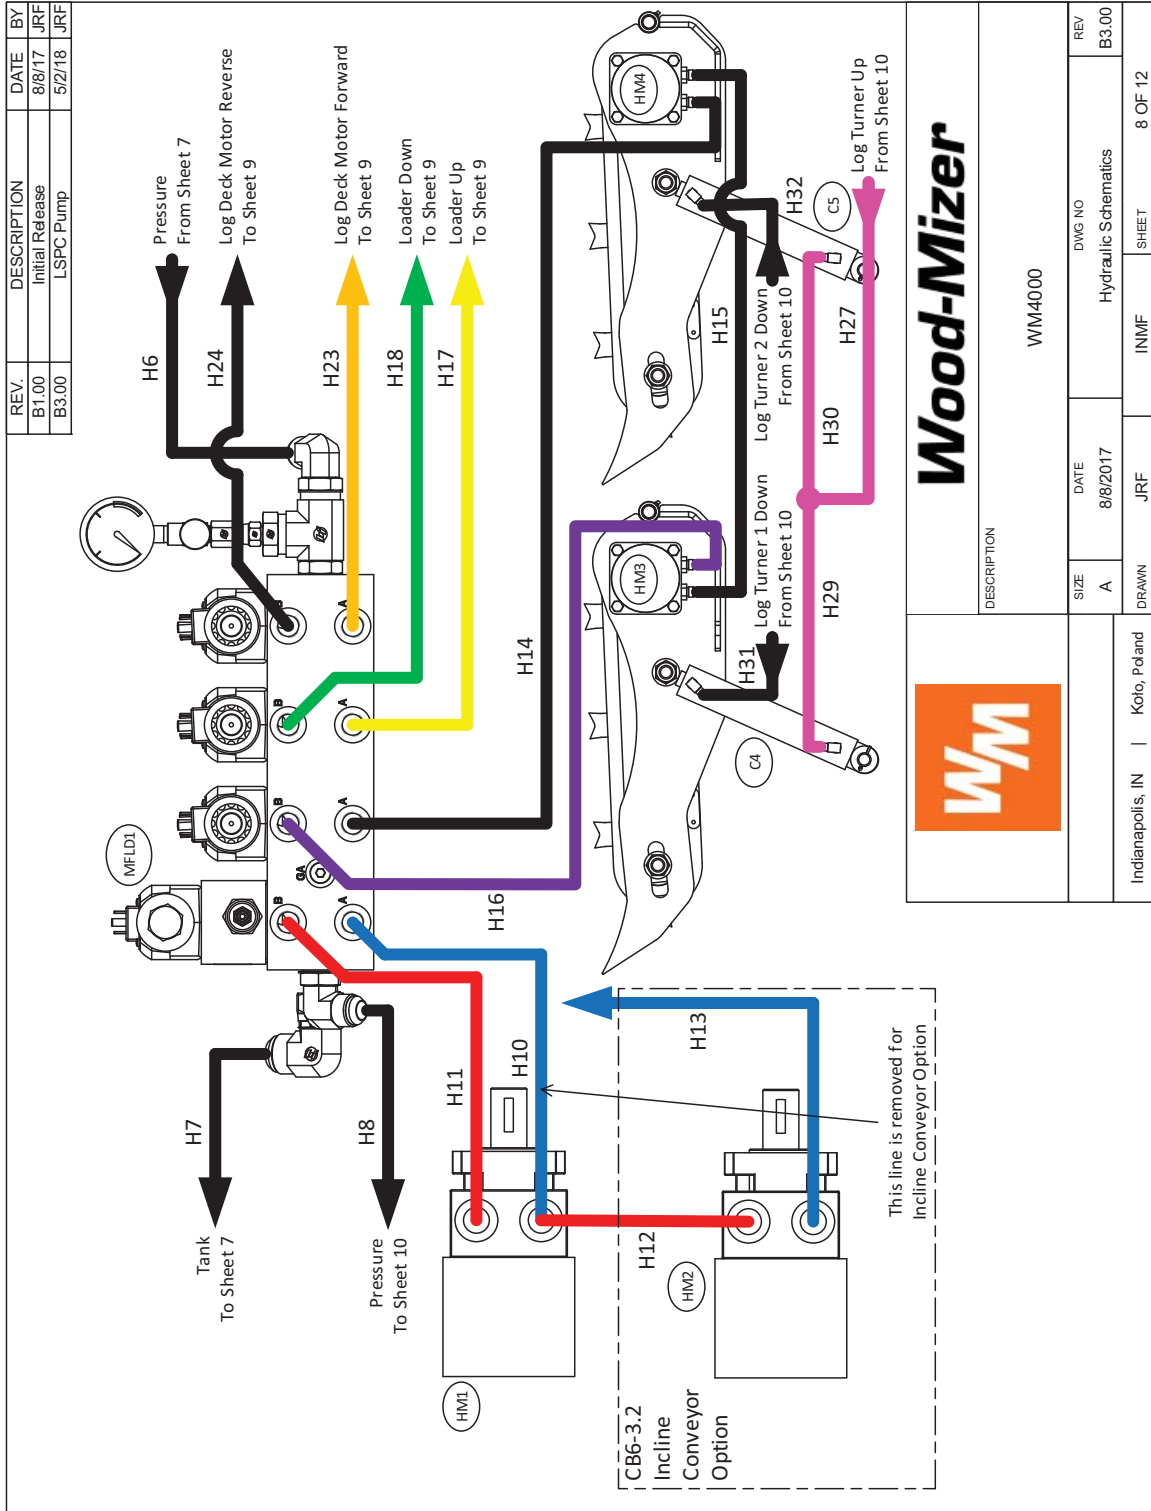 REV.
DESCRIPTION
DATE
BY
B1.00
Initial Release
8/8/17
JRF
B3.00
LSPC Pump
5/2/18
JRF
Pressure
From Sheet 7
H6
Log Deck Motor Reverse
To Sheet 9
H24
Log Deck Motor Forward
To Sheet 9
H23
Loader Down
To Sheet 9
H18
Loader Up
To Sheet 9
H17
MFLD1
B
A
B
A
GA
B
A
A
Tank
To Sheet 7
H7
Pressure
To Sheet 10
H8
H11
H10
H16
H14
HM4
HM3
H15
H32
C5
Log Turner Up
From Sheet 10
H27
Log Turner 2 Down
From Sheet 10
H30
Log Turner 1 Down
From Sheet 10
H31
H29
C4
HM1
H12
H13
HM2
CB6-3.2
Incline
Conveyor
Option
This line is removed for
Incline Conveyor Option
WM
Indianapolis, IN | Koło, Poland
Wood-Mizer
DESCRIPTION
WM4000
SIZE
A
DATE
8/8/2017
DWG NO
Hydraulic Schematics
REV
B3.00
DRAWN
JRF
INMF
SHEET
8 OF 12